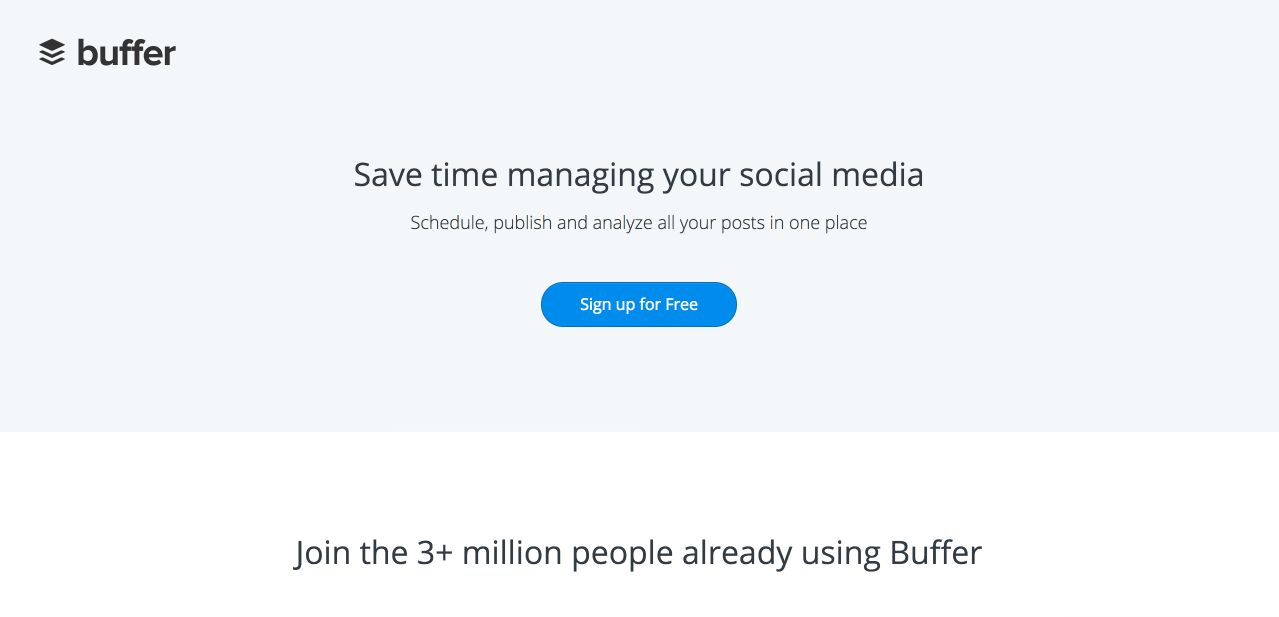 buffer
Save time managing your social media
Schedule, publish and analyze all your posts in one place
Sign up for Free
Join the 3+ million people already using Buffer